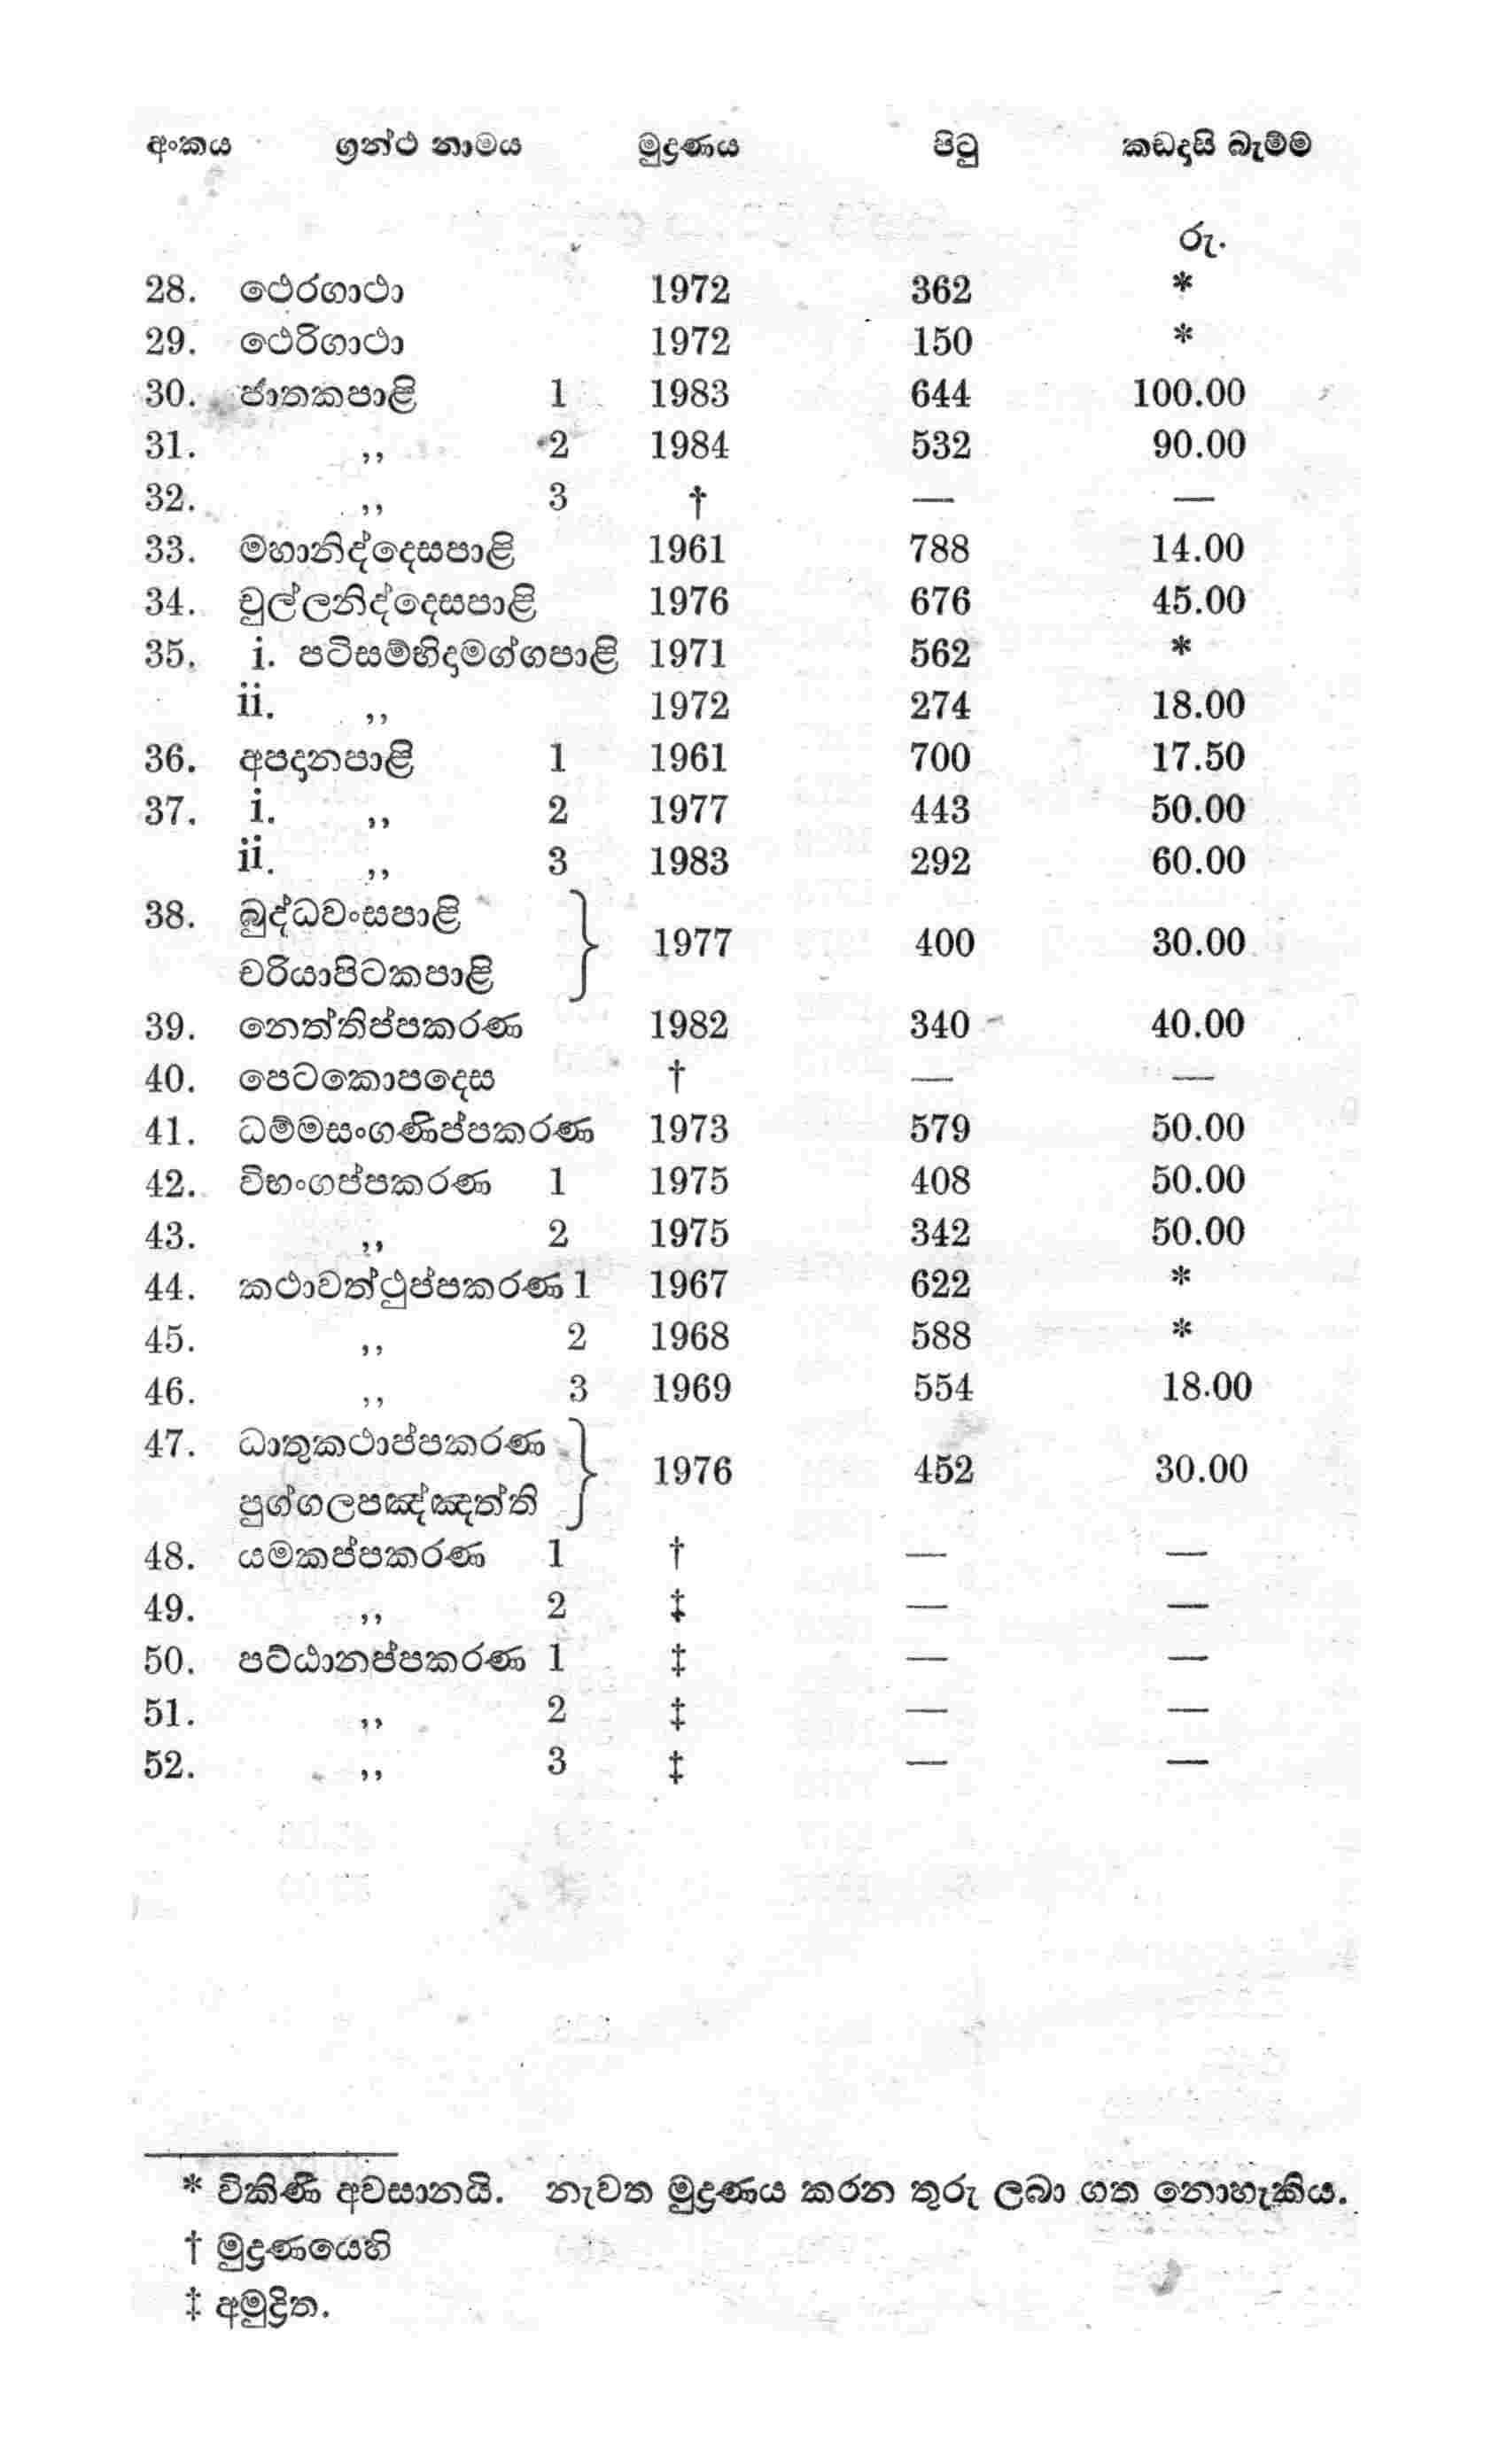 අංකය ග්‍රන්ථ නාමය මුද්‍රණය පිටු කඩදාසි බැම්ම
රු.
28. ථෙරගාථා 1972 362 *
29. ථෙරිගාථා 1972 150 *
30. ජාතකපාළි 1 1983 644 100.00
31. ,, 2 1984 532 90.00
32. ,, 3 † — —
33. මහානිද්දෙසපාළි 1961 788 14.00
34. චුල්ලනිද්දෙසපාළි 1976 676 45.00
35. i. පටිසම්භිදාමග්ගපාළි 1971 562 *
ii. ,, 1972 274 18.00
36. අපදානපාළි 1 1961 700 17.50
37. i. ,, 2 1977 443 50.00
ii. ,, 3 1983 292 60.00
38. බුද්ධවංසපාළි
චරියාපිටකපාළි } 1977 400 30.00
39. නෙත්තිප්පකරණ 1982 340 40.00
40. පෙටකොපදෙස † — —
41. ධම්මසංගණිප්පකරණ 1973 579 50.00
42. විභංගප්පකරණ 1 1975 408 50.00
43. ,, 2 1975 342 50.00
44. කථාවත්ථුප්පකරණ 1 1967 622 *
45. ,, 2 1968 588 *
46. ,, 3 1969 554 18.00
47. ධාතුකථාප්පකරණ
පුග්ගලපඤ්ඤත්ති } 1976 452 30.00
48. යමකප්පකරණ 1 † — —
49. ,, 2 ‡ — —
50. පට්ඨානප්පකරණ 1 ‡ — —
51. ,, 2 ‡ — —
52. ,, 3 ‡ — —
* විකිණී අවසානයි. නැවත මුද්‍රණය කරන තුරු ලබා ගත නොහැකිය.
† මුද්‍රණයෙහි
‡ අමුද්‍රිත.